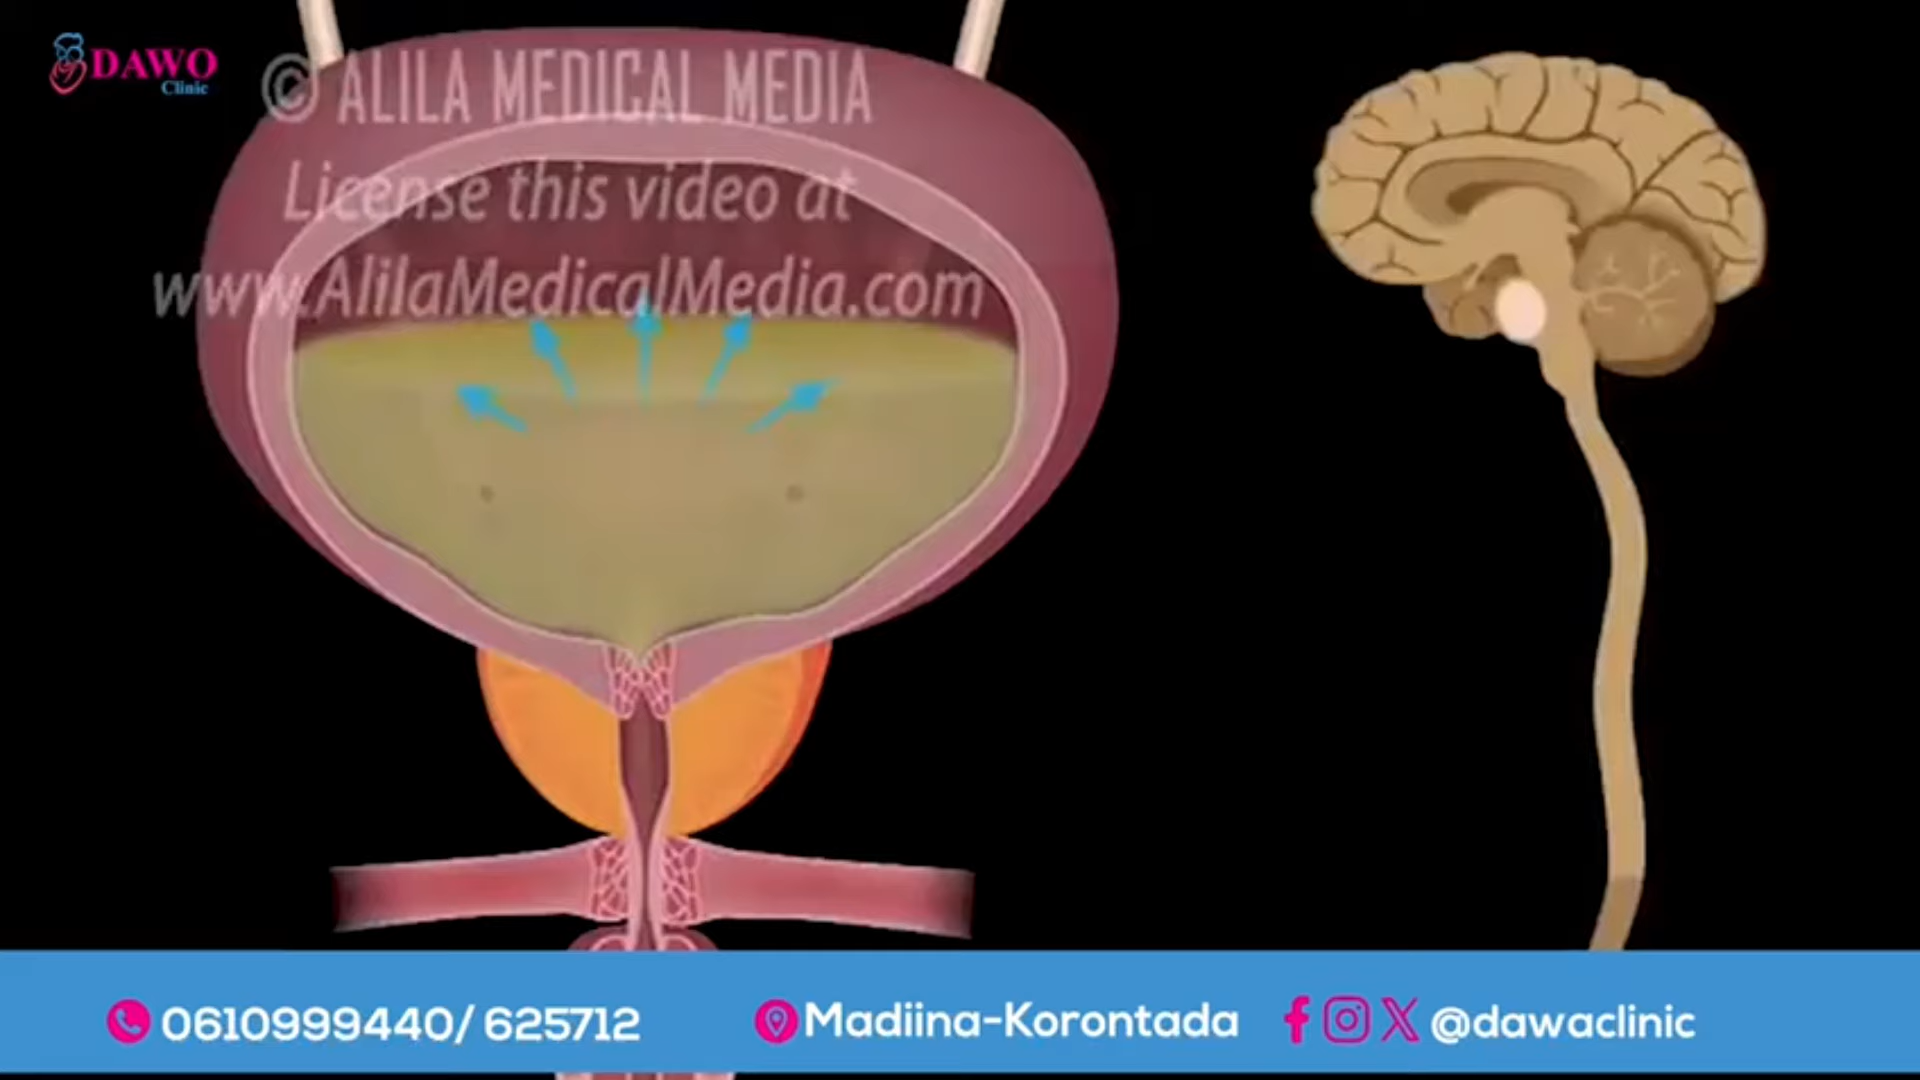 DAWO
Clinic
© ALILA MEDICAL MEDIA
License this video at
www.AlilaMedicalMedia.com
0610999440/ 625712
Madiina-Korontada
@dawaclinic